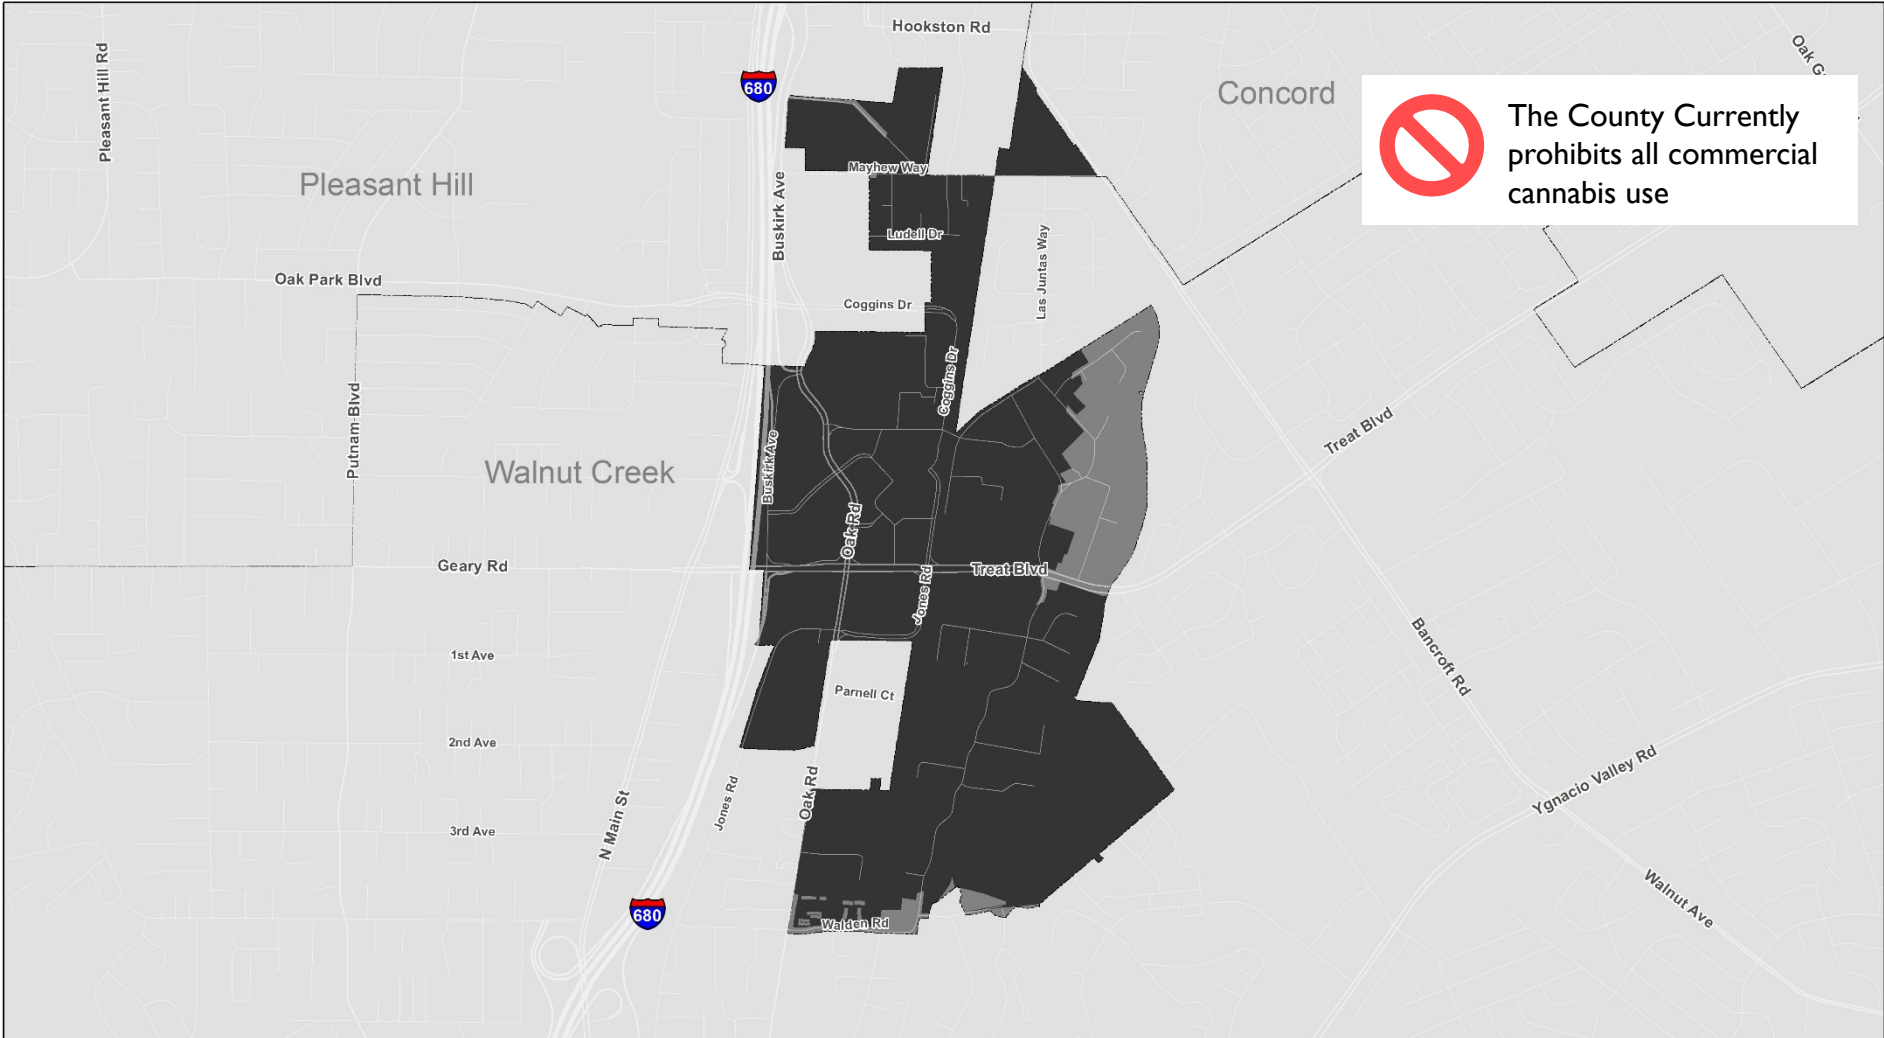 Hookston Rd
Oak G
Pleasant Hill Rd
680
Concord
The County Currently
prohibits all commercial
cannabis use
Mayhew Way
Pleasant Hill
Buskirk Ave
Ludell Dr
Las Juntas Way
Oak Park Blvd
Coggins Dr
Coggins Dr
Putnam Blvd
Treat Blvd
Buskirk Ave
Walnut Creek
Oak Rd
Geary Rd
Treat Blvd
Jones Rd
1st Ave
Bancroft Rd
Parnell Ct
2nd Ave
Ygnacio Valley Rd
Oak Rd
Jones Rd
N Main St
3rd Ave
Walnut Ave
680
Walden Rd